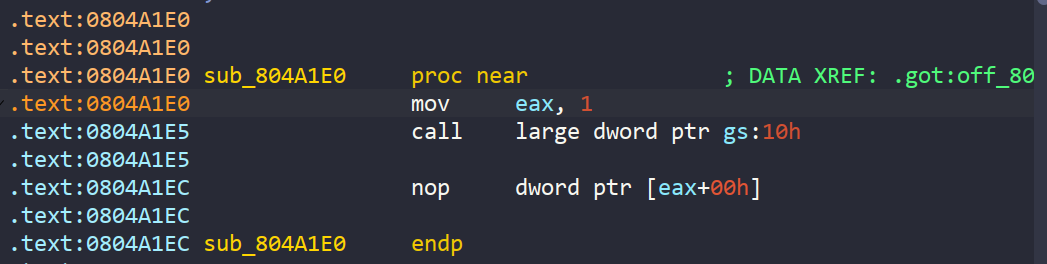 .text:0804A1E0
.text:0804A1E0
.text:0804A1E0 sub_804A1E0 proc near ; DATA XREF: .got:off_80
.text:0804A1E0 mov eax, 1
.text:0804A1E5 call large dword ptr gs:10h
.text:0804A1E5
.text:0804A1EC nop dword ptr [eax+00h]
.text:0804A1EC
.text:0804A1EC sub_804A1E0 endp